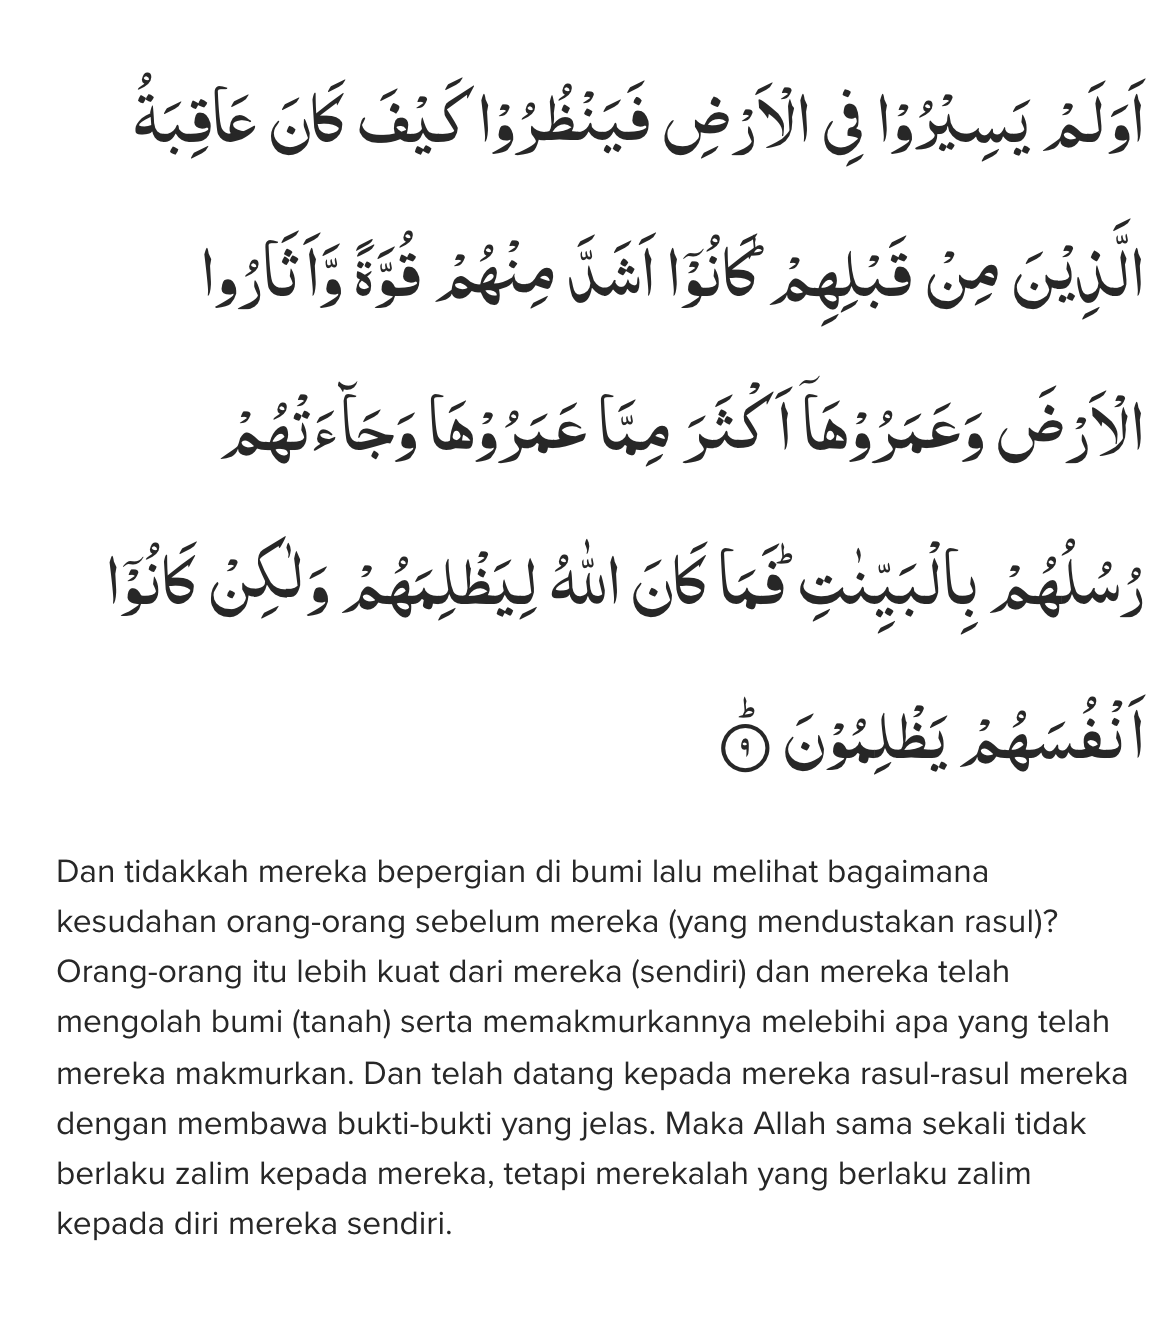 اَوَلَمْ يَسِيْرُوْا فِى الْاَرْضِ فَيَنْظُرُوْا كَيْفَ كَانَ عَاقِبَةُ
الَّذِيْنَ مِنْ قَبْلِهِمْۗ كَانُوْٓا اَشَدَّ مِنْهُمْ قُوَّةً وَّاَثَارُوا
الْاَرْضَ وَعَمَرُوْهَآ اَكْثَرَ مِمَّا عَمَرُوْهَا وَجَاۤءَتْهُمْ
رُسُلُهُمْ بِالْبَيِّنٰتِۗ فَمَا كَانَ اللّٰهُ لِيَظْلِمَهُمْ وَلٰكِنْ كَانُوْٓا
اَنْفُسَهُمْ يَظْلِمُوْنَۗ ٩
Dan tidakkah mereka bepergian di bumi lalu melihat bagaimana
kesudahan orang-orang sebelum mereka (yang mendustakan rasul)?
Orang-orang itu lebih kuat dari mereka (sendiri) dan mereka telah
mengolah bumi (tanah) serta memakmurkannya melebihi apa yang telah
mereka makmurkan. Dan telah datang kepada mereka rasul-rasul mereka
dengan membawa bukti-bukti yang jelas. Maka Allah sama sekali tidak
berlaku zalim kepada mereka, tetapi merekalah yang berlaku zalim
kepada diri mereka sendiri.